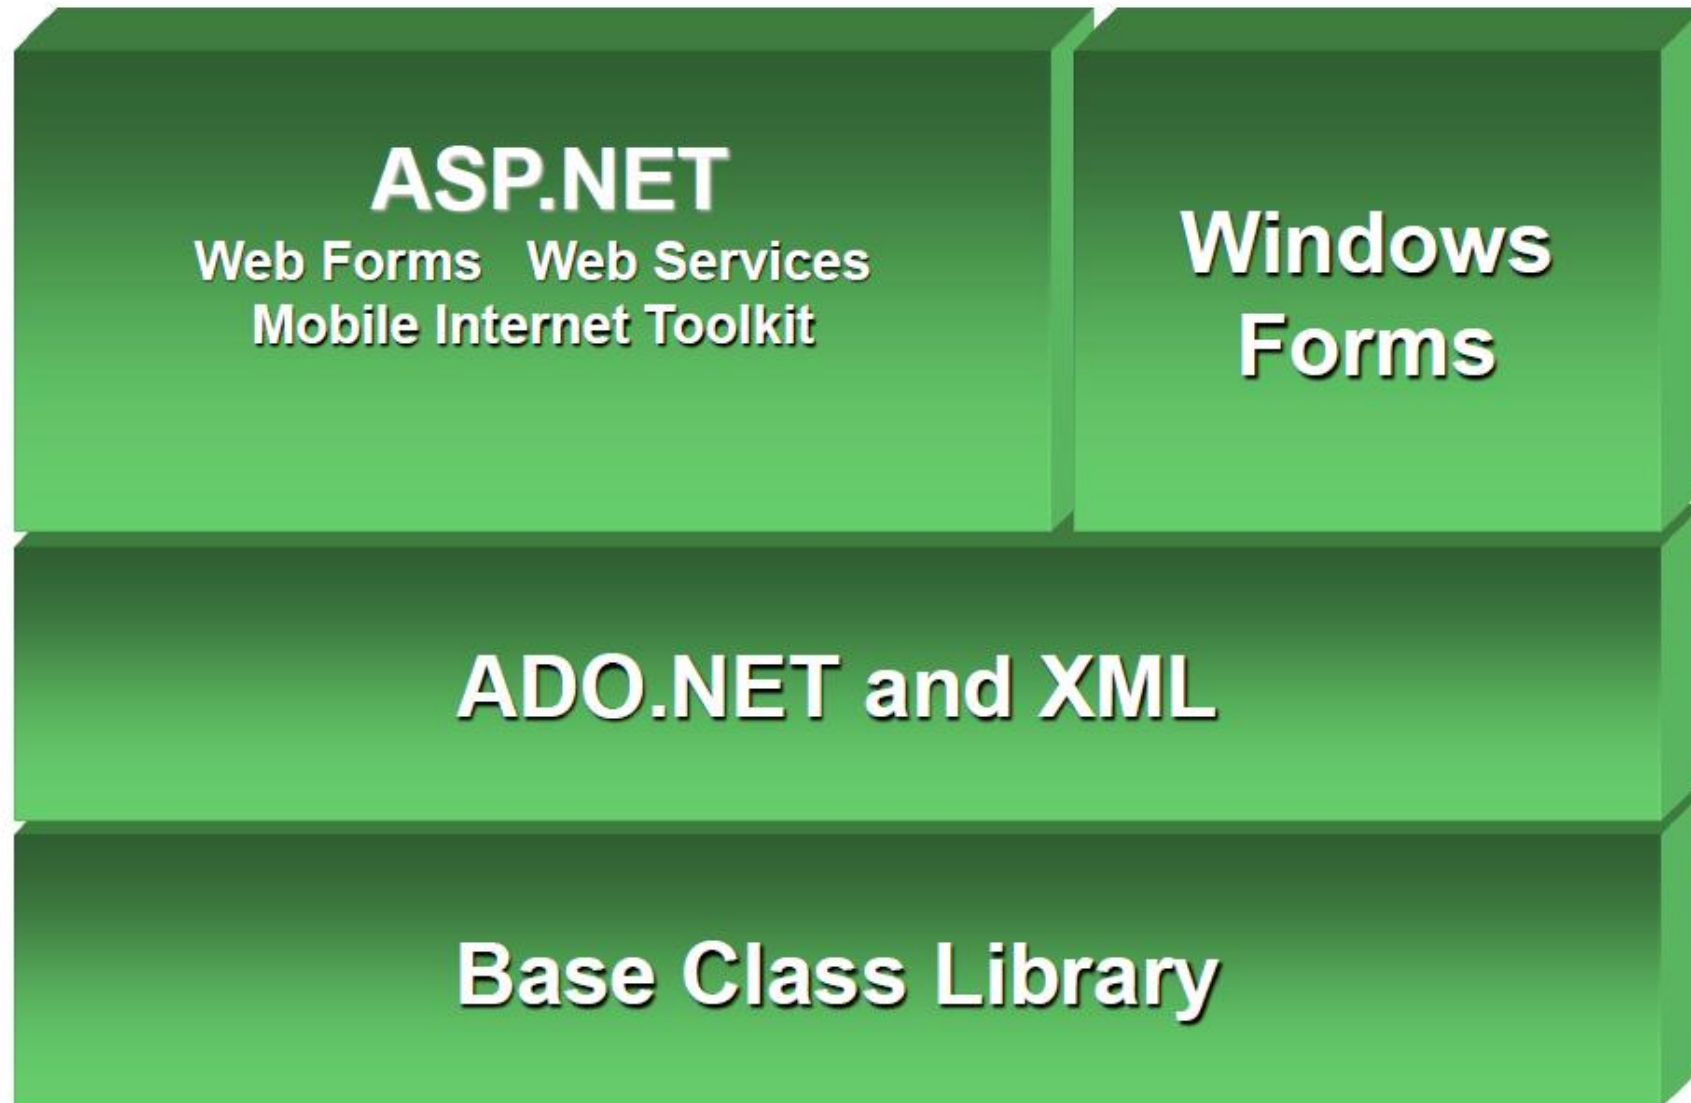 ASP.NET
Web Forms Web Services
Mobile Internet Toolkit
Windows
Forms
ADO.NET and XML
Base Class Library